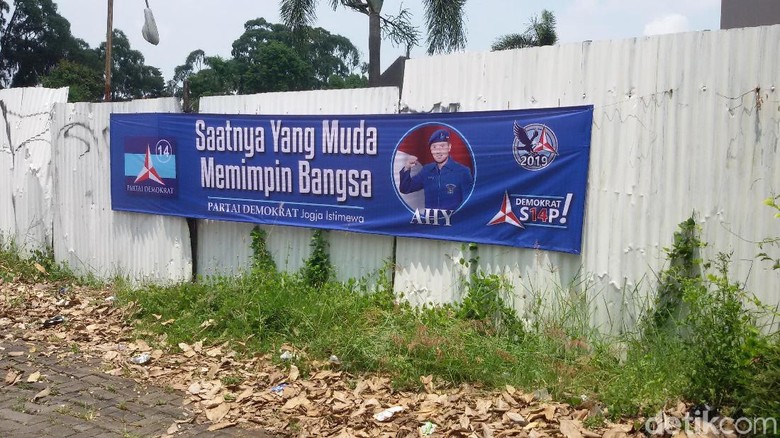 14
PARTAI DEMOKRAT
Saatnya Yang Muda
Memimpin Bangsa
PARTAI DEMOKRAT Jogja Istimewa
AHY
2019
DEMOKRAT
S14P!
detikcom